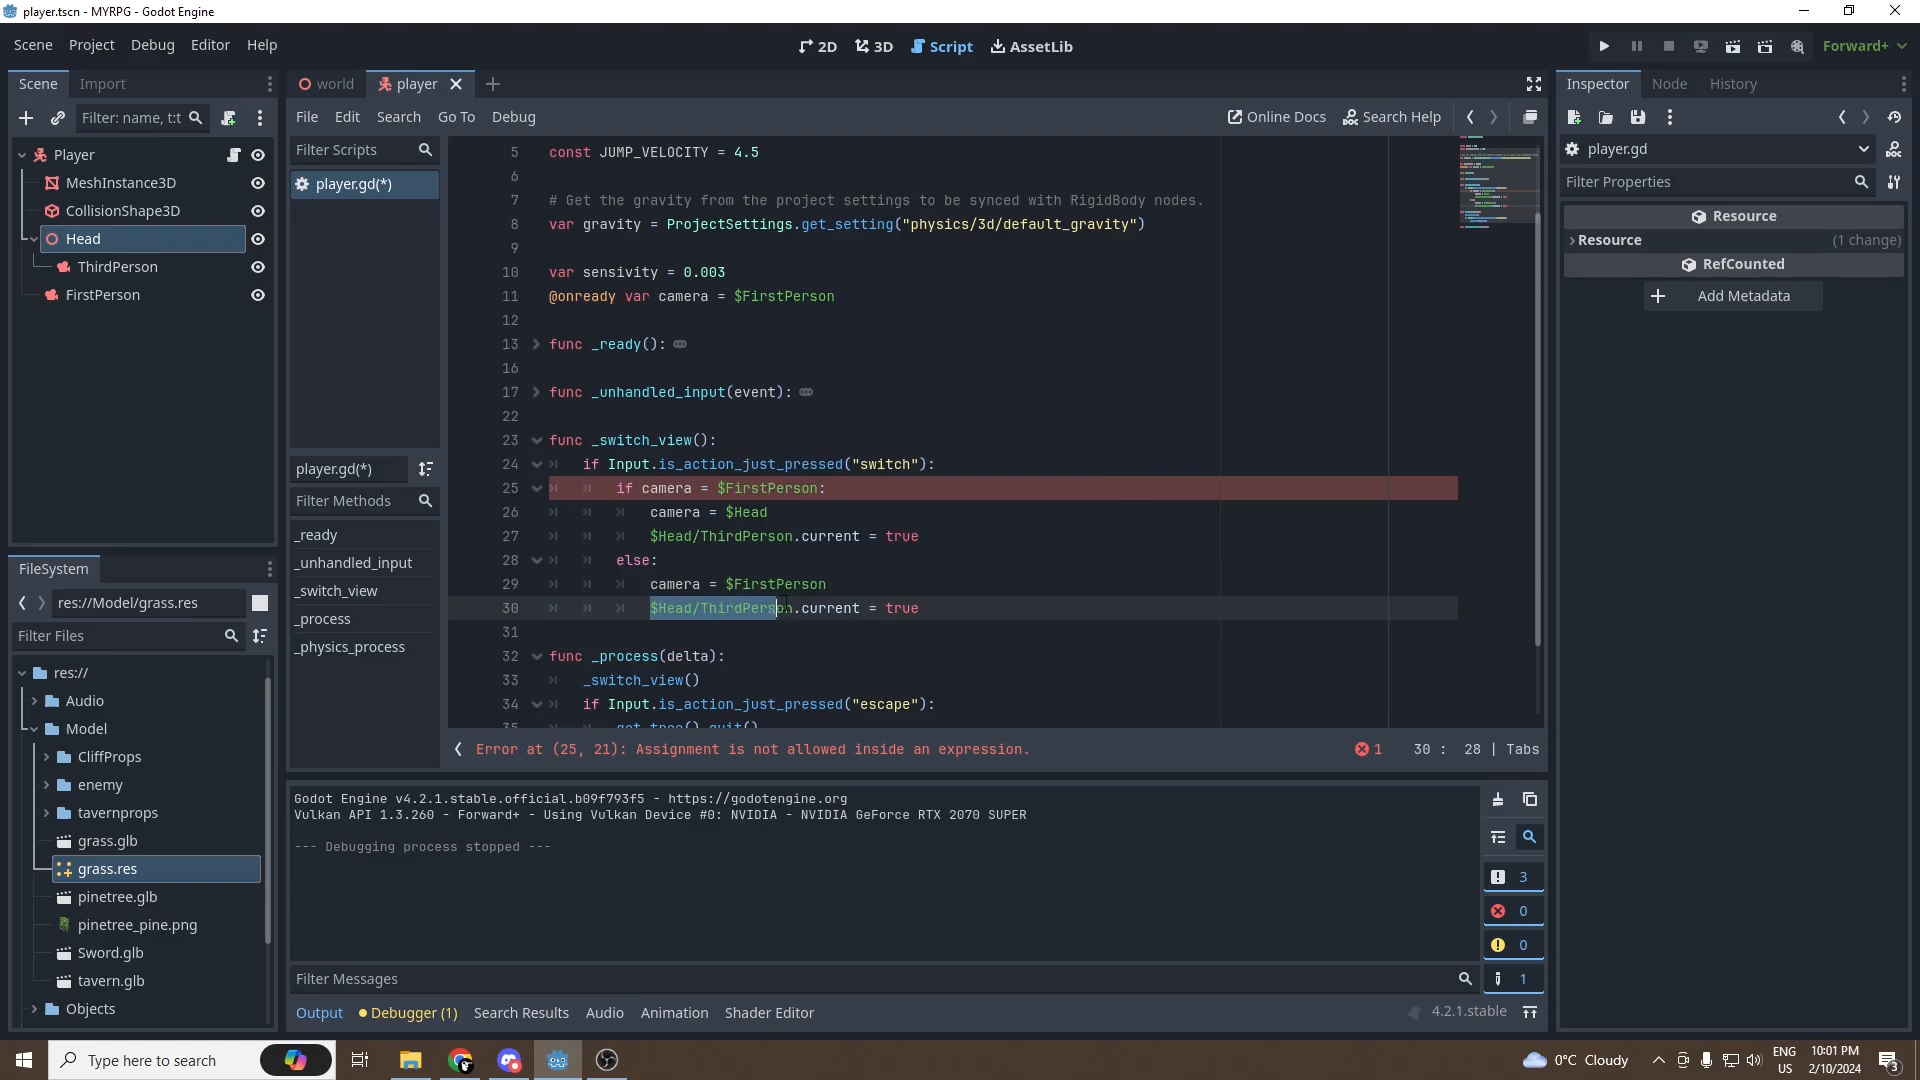 player.tscn - MYRPG - Godot Engine
Scene Project Debug Editor Help
2D 3D Script AssetLib
Forward+
Scene Import
Filter: name, t:t
Player
MeshInstance3D
CollisionShape3D
Head
ThirdPerson
FirstPerson
FileSystem
res://Model/grass.res
Filter Files
res://
Audio
Model
CliffProps
enemy
tavernprops
grass.glb
grass.res
pinetree.glb
pinetree_pine.png
Sword.glb
tavern.glb
Objects
world player
File Edit Search Go To Debug
Online Docs Search Help
Filter Scripts
player.gd(*)
player.gd(*)
Filter Methods
_ready
_unhandled_input
_switch_view
_process
_physics_process
5 const JUMP_VELOCITY = 4.5
6
7 # Get the gravity from the project settings to be synced with RigidBody nodes.
8 var gravity = ProjectSettings.get_setting("physics/3d/default_gravity")
9
10 var sensivity = 0.003
11 @onready var camera = $FirstPerson
12
13 func _ready():
16
17 func _unhandled_input(event):
22
23 func _switch_view():
24 if Input.is_action_just_pressed("switch"):
25 if camera = $FirstPerson:
26 camera = $Head
27 $Head/ThirdPerson.current = true
28 else:
29 camera = $FirstPerson
30 $Head/ThirdPerson.current = true
31
32 func _process(delta):
33 _switch_view()
34 if Input.is_action_just_pressed("escape"):
35 get_tree().quit()
Error at (25, 21): Assignment is not allowed inside an expression.
1 30 : 28 | Tabs
Godot Engine v4.2.1.stable.official.b09f793f5 - https://godotengine.org
Vulkan API 1.3.260 - Forward+ - Using Vulkan Device #0: NVIDIA - NVIDIA GeForce RTX 2070 SUPER
--- Debugging process stopped ---
3
0
0
1
Filter Messages
Output Debugger (1) Search Results Audio Animation Shader Editor
4.2.1.stable
Inspector Node History
player.gd
Filter Properties
Resource
Resource (1 change)
RefCounted
Add Metadata
Type here to search
0°C Cloudy
ENG
US
10:01 PM
2/10/2024
3